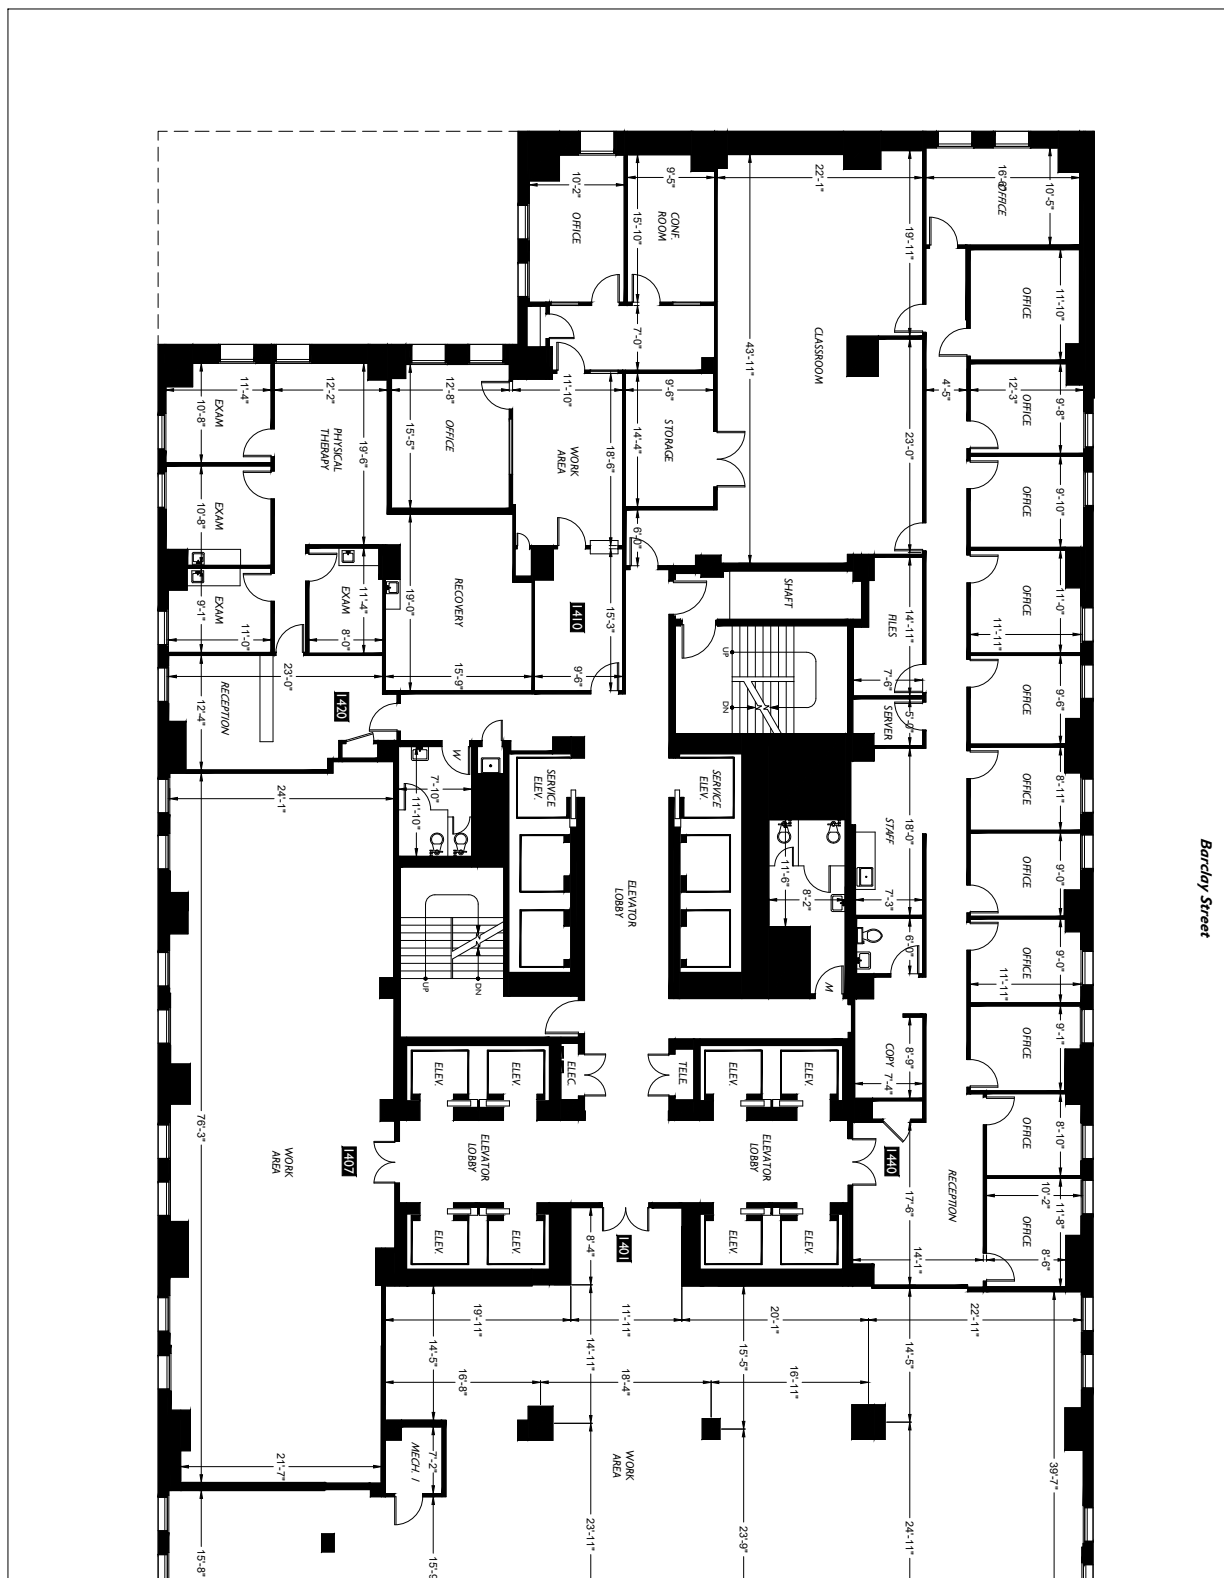 10'-2"
OFFICE
9'-5"
15'-10"
CONF.
ROOM
22'-1"
43'-11"
CLASSROOM
19'-11"
16'-6"
OFFICE
10'-5"
OFFICE
11'-10"
7'-0"
4'-5"
12'-3"
OFFICE
9'-8"
11'-4"
10'-8"
EXAM
12'-2"
PHYSICAL
THERAPY
19'-6"
12'-8"
15'-5"
OFFICE
11'-10"
WORK
AREA
18'-6"
9'-6"
14'-4"
STORAGE
23'-0"
OFFICE
9'-10"
10'-8"
EXAM
6'-0"
9'-1"
EXAM
11'-0"
EXAM
11'-4"
8'-0"
19'-0"
RECOVERY
15'-9"
1410
15'-3"
9'-6"
SHAFT
UP
DN
FILES
14'-11"
7'-6"
OFFICE
11'-0"
11'-11"
23'-0"
RECEPTION
12'-4"
1420
SERVER
5'-9"
OFFICE
9'-6"
24'-1"
W
7'-10"
11'-10"
SERVICE
ELEV.
SERVICE
ELEV.
OFFICE
8'-11"
STAFF
18'-0"
7'-3"
ELEVATOR
LOBBY
11'-6"
8'-2"
OFFICE
9'-0"
Barclay Street
6'-0"
OFFICE
9'-0"
11'-11"
UP
DN
M
ELEV.
ELEV.
ELEC
TELE
ELEV.
ELEV.
COPY
8'-9"
7'-4"
OFFICE
9'-1"
76'-3"
WORK
AREA
1407
ELEVATOR
LOBBY
ELEVATOR
LOBBY
1440
OFFICE
8'-10"
RECEPTION
17'-6"
14'-1"
10'-2"
11'-8"
OFFICE
8'-6"
ELEV.
ELEV.
8'-4"
1401
ELEV.
ELEV.
19'-11"
11'-11"
20'-1"
22'-11"
14'-5"
14'-11"
15'-5"
14'-5"
16'-8"
18'-4"
16'-11"
21'-7"
MECH. 1
7'-2"
WORK
AREA
39'-7"
15'-8"
23'-11"
23'-9"
24'-11"